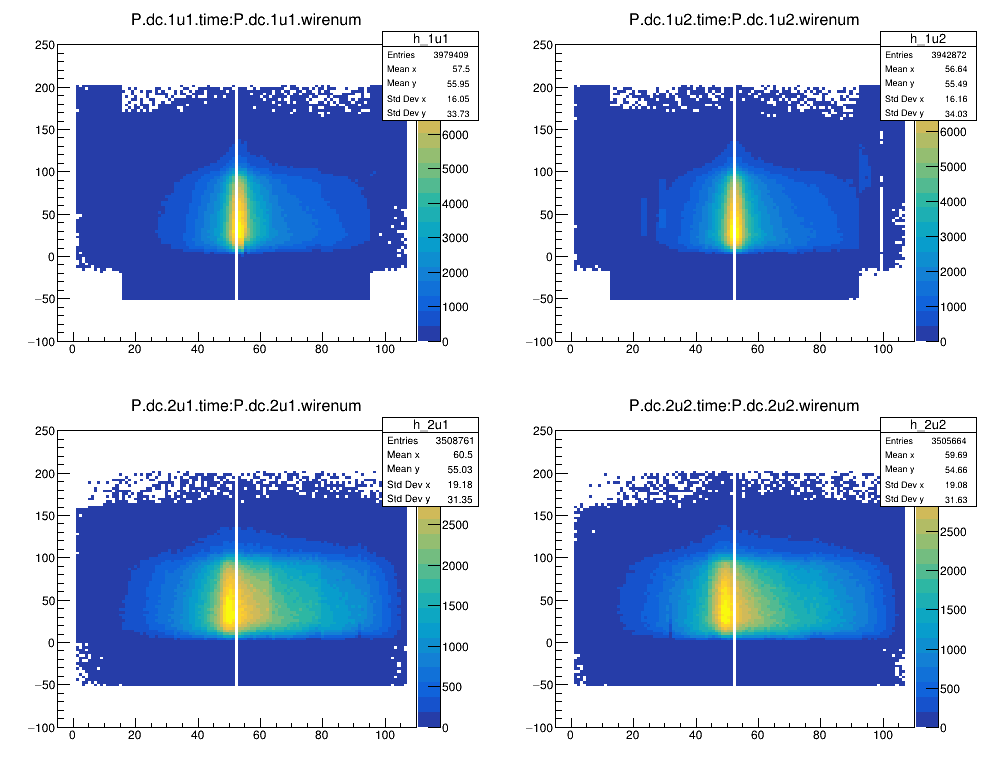 P.dc.1u1.time:P.dc.1u1.wirenum
h_1u1
Entries 3979409
Mean x 57.5
Mean y 55.95
Std Dev x 16.05
Std Dev y 33.73
250
200
150
100
50
0
−50
−100
0 20 40 60 80 100
6000
5000
4000
3000
2000
1000
0
P.dc.1u2.time:P.dc.1u2.wirenum
h_1u2
Entries 3942872
Mean x 56.64
Mean y 55.49
Std Dev x 16.16
Std Dev y 34.03
250
200
150
100
50
0
−50
−100
0 20 40 60 80 100
6000
5000
4000
3000
2000
1000
0
P.dc.2u1.time:P.dc.2u1.wirenum
h_2u1
Entries 3508761
Mean x 60.5
Mean y 55.03
Std Dev x 19.18
Std Dev y 31.35
250
200
150
100
50
0
−50
−100
0 20 40 60 80 100
2500
2000
1500
1000
500
0
P.dc.2u2.time:P.dc.2u2.wirenum
h_2u2
Entries 3505664
Mean x 59.69
Mean y 54.66
Std Dev x 19.08
Std Dev y 31.63
250
200
150
100
50
0
−50
−100
0 20 40 60 80 100
2500
2000
1500
1000
500
0